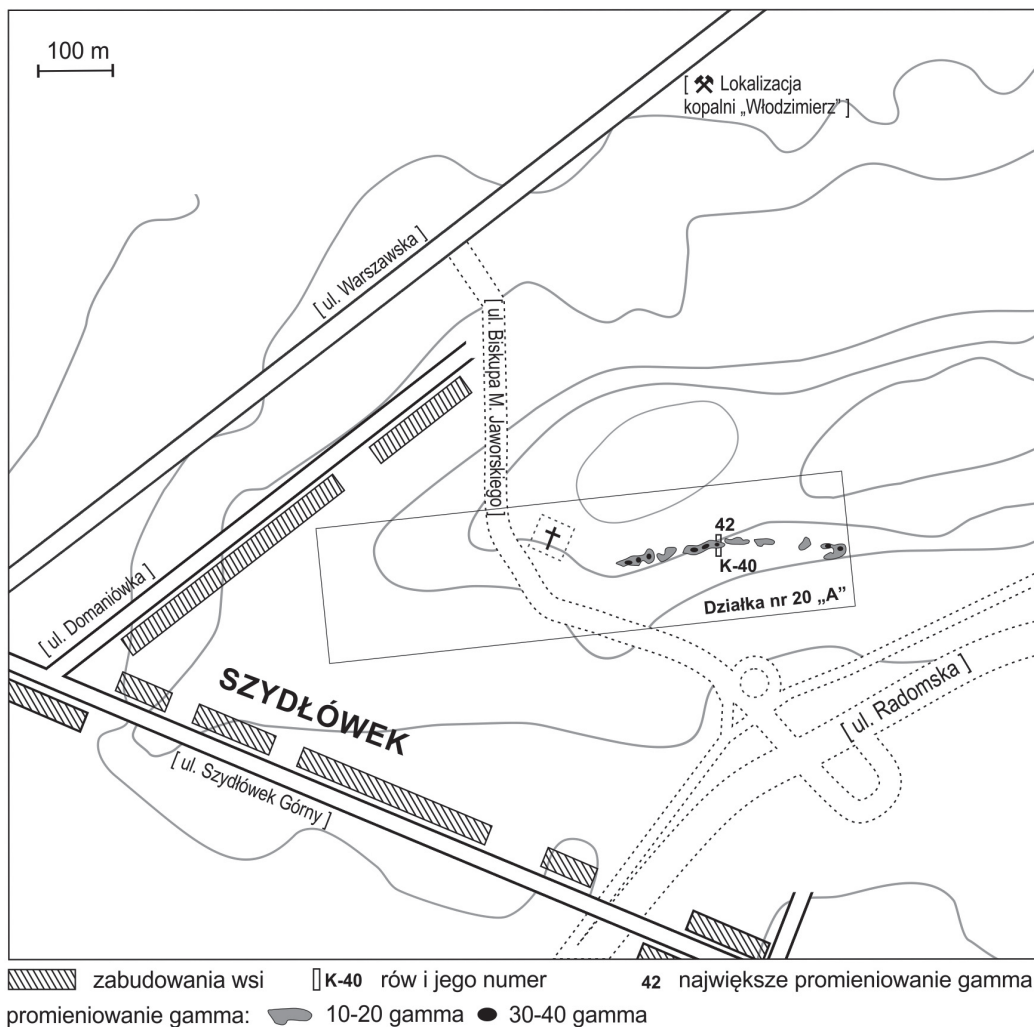 100 m
[ ⚒ Lokalizacja
kopalni „Włodzimierz” ]
[ ul. Warszawska ]
[ ul. Biskupa M. Jaworskiego ]
42
K-40
Działka nr 20 „A”
[ ul. Domaniówka ]
SZYDŁÓWEK
[ ul. Radomska ]
[ ul. Szydłówek Górny ]
zabudowania wsi
K-40 rów i jego numer
42 największe promieniowanie gamma
promieniowanie gamma: 10-20 gamma 30-40 gamma